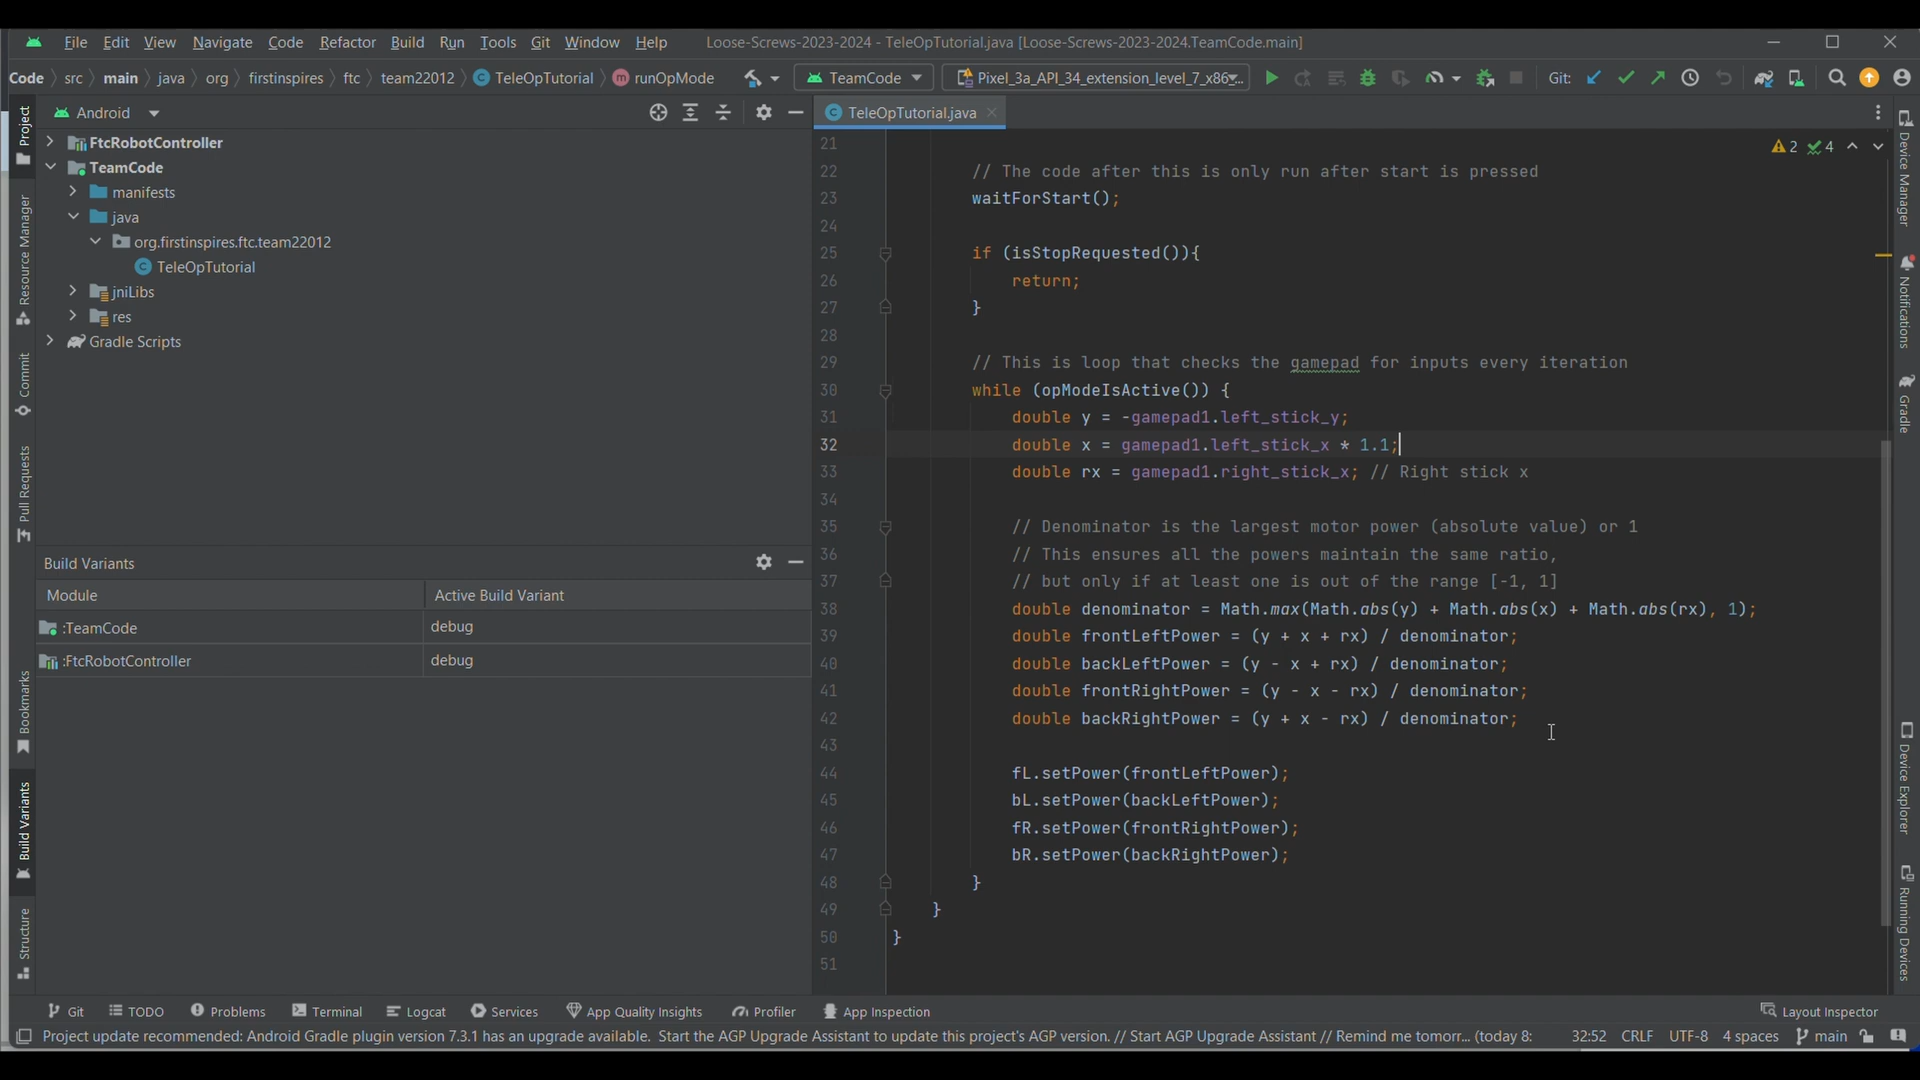 File Edit View Navigate Code Refactor Build Run Tools Git Window Help Loose-Screws-2023-2024 - TeleOpTutorial.java [Loose-Screws-2023-2024.TeamCode.main]
Code src main java org firstinspires ftc team22012 TeleOpTutorial runOpMode TeamCode Pixel_3a_API_34_extension_level_7_x86 Git:
Project
Android
TeleOpTutorial.java
FtcRobotController
TeamCode
manifests
java
org.firstinspires.ftc.team22012
TeleOpTutorial
jniLibs
res
Gradle Scripts
Resource Manager
Commit
Pull Requests
Bookmarks
Build Variants
Structure
Build Variants
Module Active Build Variant
:TeamCode debug
:FtcRobotController debug
2 4
21
22 // The code after this is only run after start is pressed
23 waitForStart();
24
25 if (isStopRequested()){
26 return;
27 }
28
29 // This is loop that checks the gamepad for inputs every iteration
30 while (opModeIsActive()) {
31 double y = -gamepad1.left_stick_y;
32 double x = gamepad1.left_stick_x * 1.1;
33 double rx = gamepad1.right_stick_x; // Right stick x
34
35 // Denominator is the largest motor power (absolute value) or 1
36 // This ensures all the powers maintain the same ratio,
37 // but only if at least one is out of the range [-1, 1]
38 double denominator = Math.max(Math.abs(y) + Math.abs(x) + Math.abs(rx), 1);
39 double frontLeftPower = (y + x + rx) / denominator;
40 double backLeftPower = (y - x + rx) / denominator;
41 double frontRightPower = (y - x - rx) / denominator;
42 double backRightPower = (y + x - rx) / denominator;
43
44 fL.setPower(frontLeftPower);
45 bL.setPower(backLeftPower);
46 fR.setPower(frontRightPower);
47 bR.setPower(backRightPower);
48 }
49 }
50 }
51
Device Manager
Notifications
Gradle
Device Explorer
Running Devices
Git TODO Problems Terminal Logcat Services App Quality Insights Profiler App Inspection Layout Inspector
Project update recommended: Android Gradle plugin version 7.3.1 has an upgrade available. Start the AGP Upgrade Assistant to update this project's AGP version. // Start AGP Upgrade Assistant // Remind me tomorr... (today 8: 32:52 CRLF UTF-8 4 spaces main